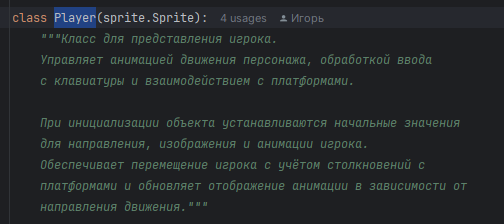 class Player(sprite.Sprite): 4 usages Игорь
"""Класс для представления игрока.
Управляет анимацией движения персонажа, обработкой ввода
с клавиатуры и взаимодействием с платформами.
При инициализации объекта устанавливаются начальные значения
для направления, изображения и анимации игрока.
Обеспечивает перемещение игрока с учётом столкновений с
платформами и обновляет отображение анимации в зависимости от
направления движения."""